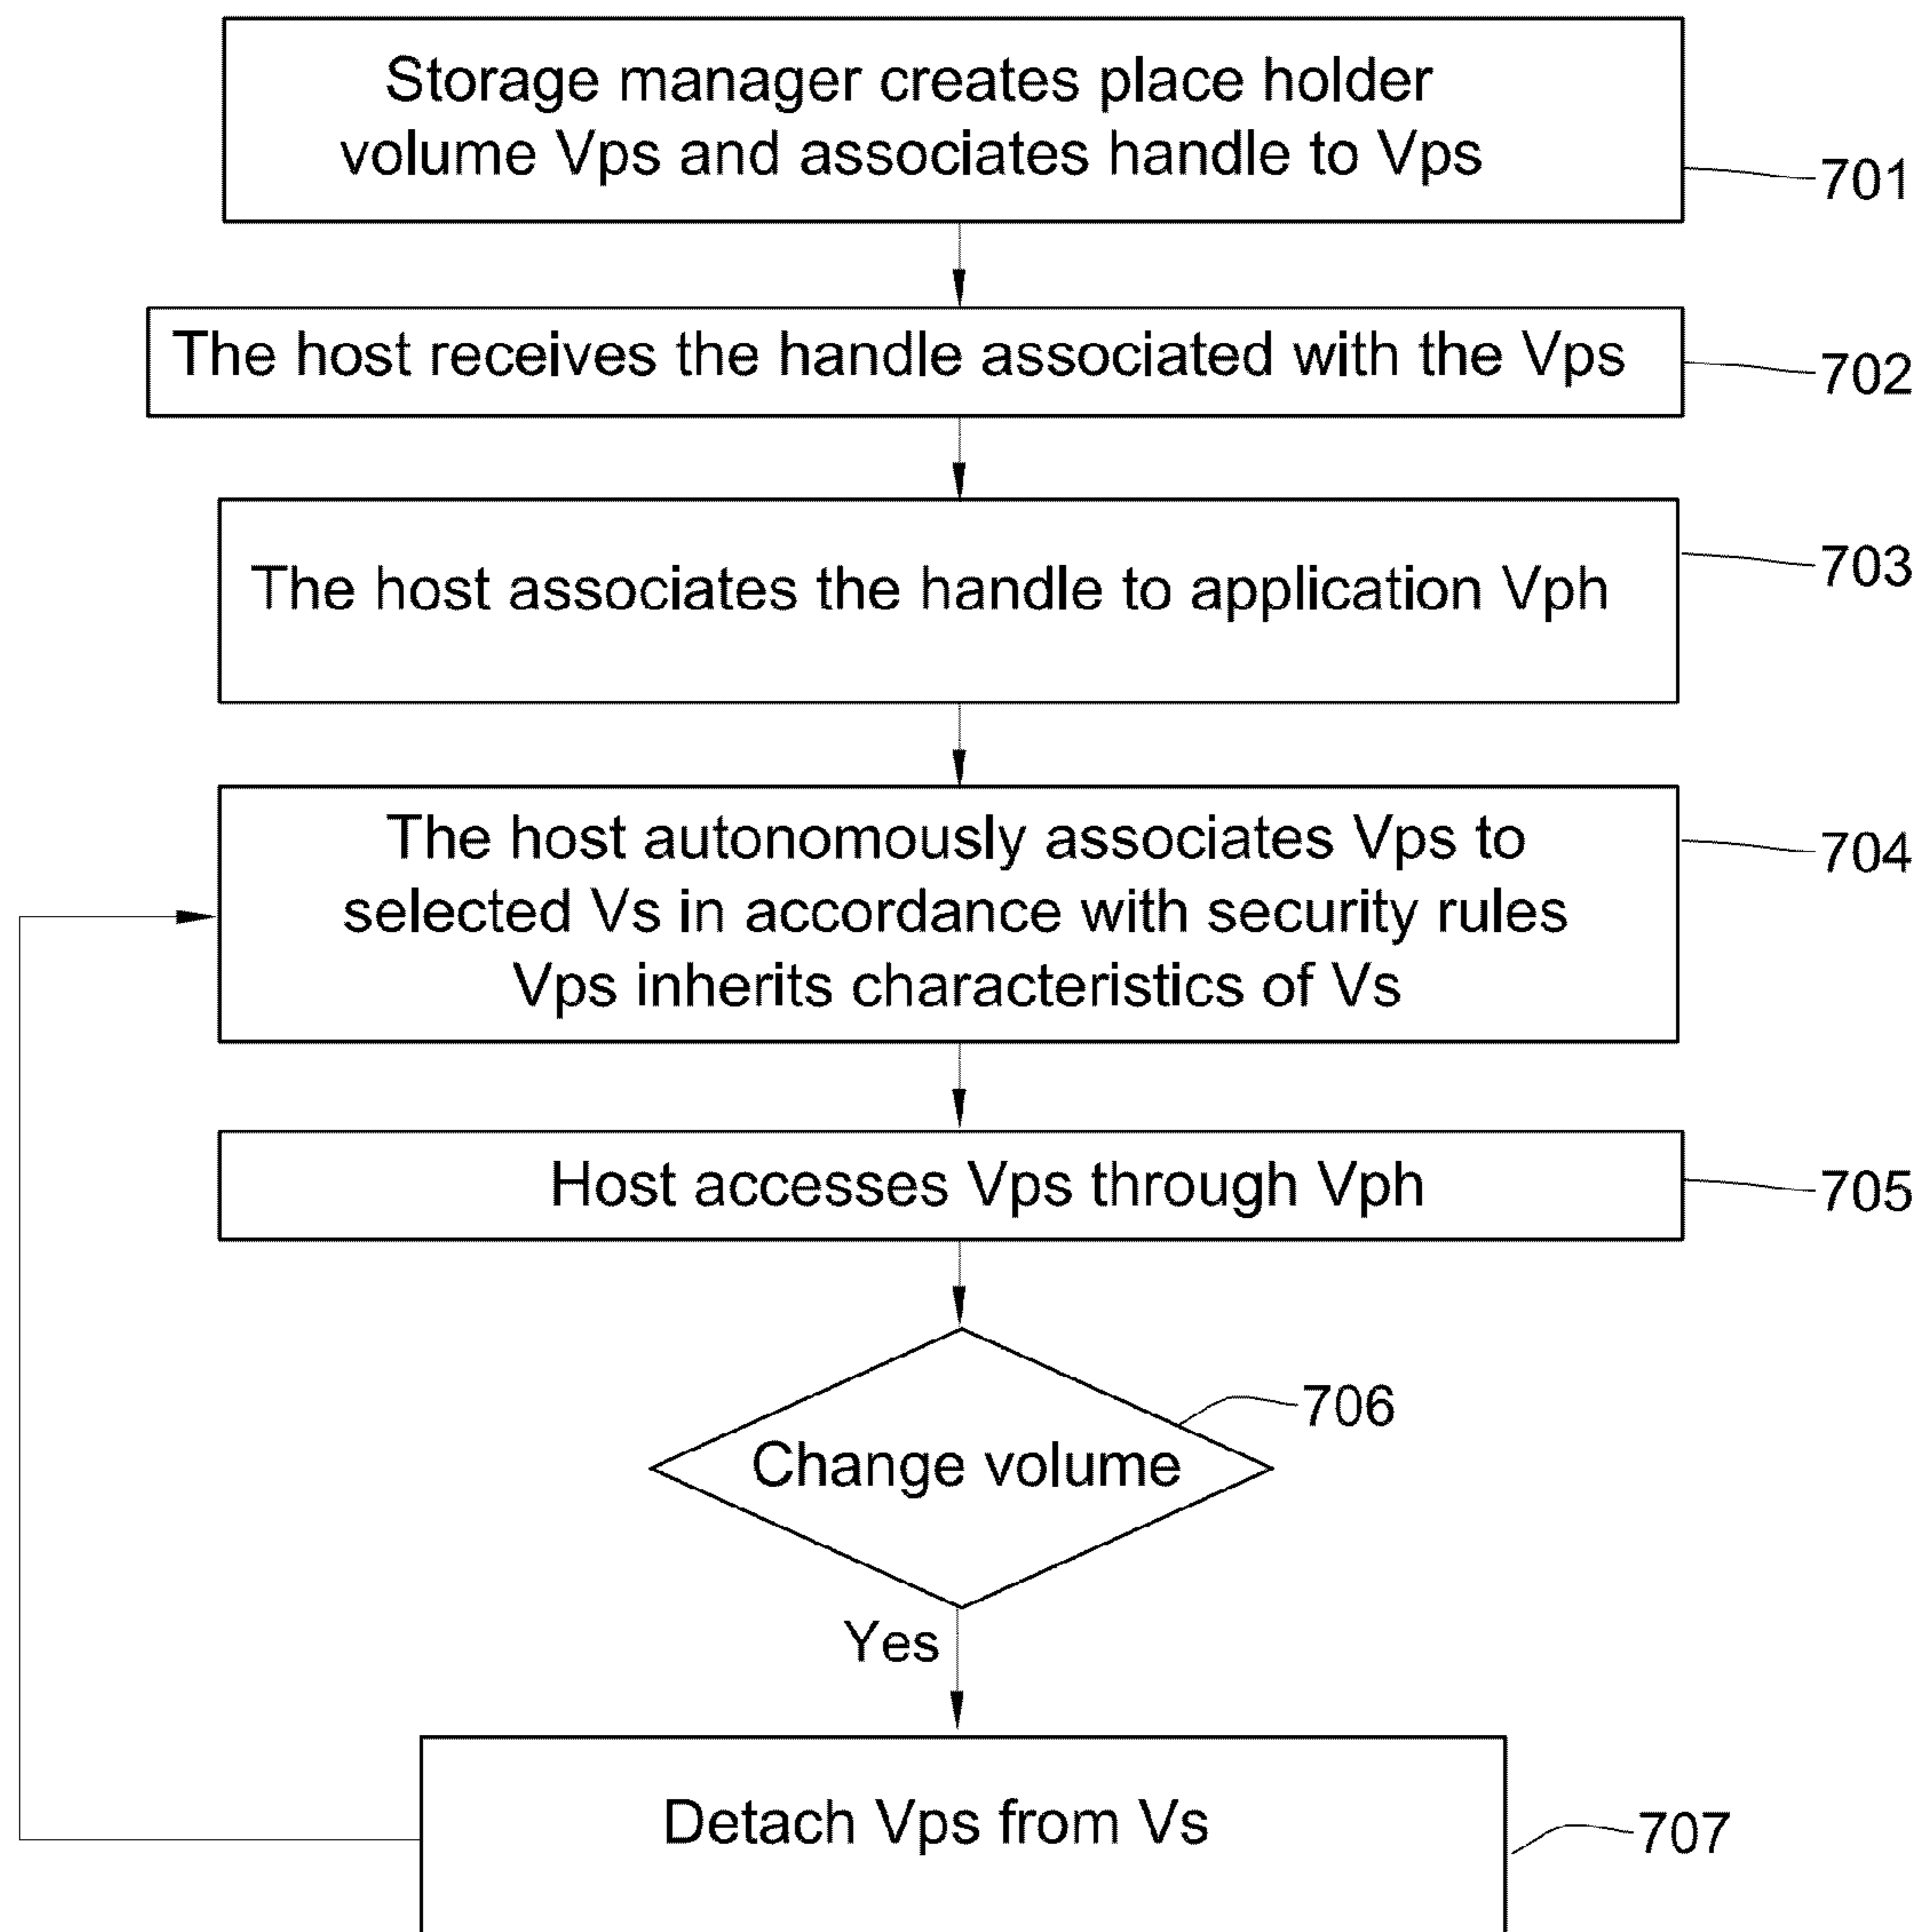 Storage manager creates place holder
volume Vps and associates handle to Vps
701
The host receives the handle associated with the Vps
702
The host associates the handle to application Vph
703
The host autonomously associates Vps to
selected Vs in accordance with security rules
Vps inherits characteristics of Vs
704
Host accesses Vps through Vph
705
Change volume
706
Yes
Detach Vps from Vs
707